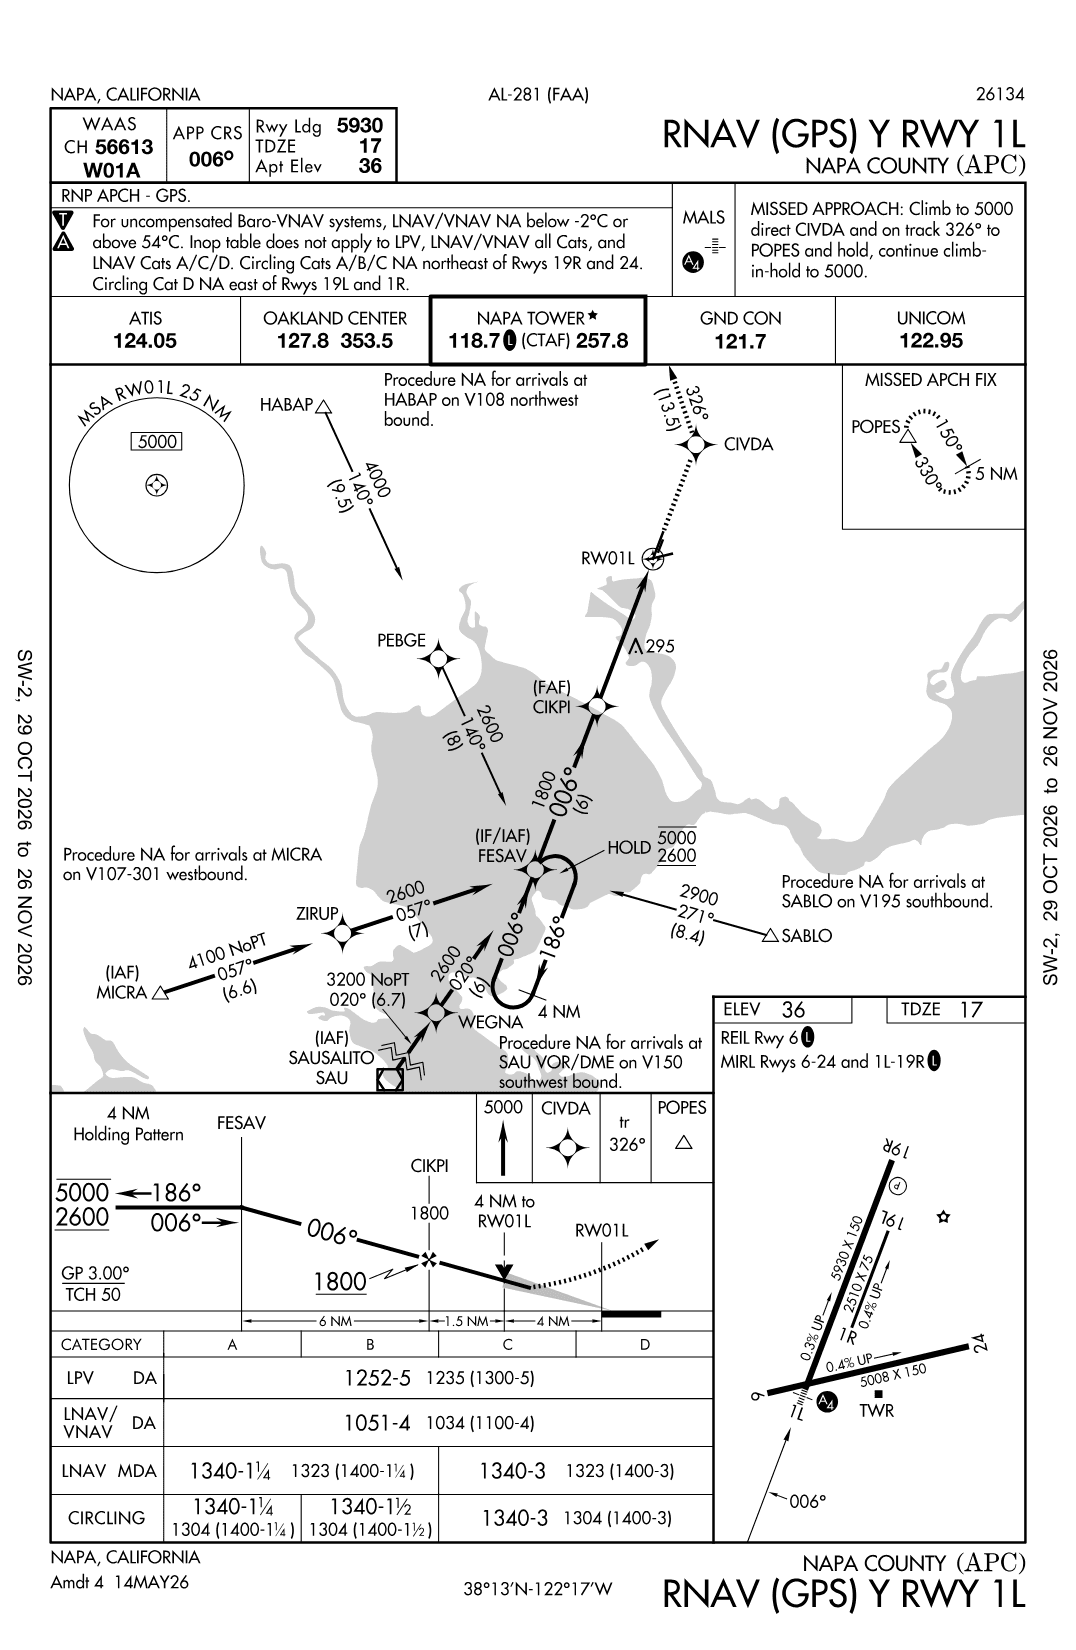 NAPA, CALIFORNIA
AL-281 (FAA)
26134
WAAS
CH 56613
W01A
APP CRS
006°
Rwy Ldg 5930
TDZE 17
Apt Elev 36
RNAV (GPS) Y RWY 1L
NAPA COUNTY (APC)
RNP APCH - GPS.
T
A
For uncompensated Baro-VNAV systems, LNAV/VNAV NA below -2°C or
above 54°C. Inop table does not apply to LPV, LNAV/VNAV all Cats, and
LNAV Cats A/C/D. Circling Cats A/B/C NA northeast of Rwys 19R and 24.
Circling Cat D NA east of Rwys 19L and 1R.
MALS
A4
MISSED APPROACH: Climb to 5000
direct CIVDA and on track 326° to
POPES and hold, continue climb-
in-hold to 5000.
ATIS
124.05
OAKLAND CENTER
127.8 353.5
NAPA TOWER★
118.7 L (CTAF) 257.8
GND CON
121.7
UNICOM
122.95
MSA RW01L 25 NM
5000
HABAP
Procedure NA for arrivals at
HABAP on V108 northwest
bound.
4000
140°
(9.5)
326°
(13.5)
CIVDA
MISSED APCH FIX
POPES
150°
330°
5 NM
RW01L
295
PEBGE
2600
140°
(8)
(FAF)
CIKPI
1800
006°
(6)
(IF/IAF)
FESAV
HOLD
5000
2600
Procedure NA for arrivals at MICRA
on V107-301 westbound.
Procedure NA for arrivals at
SABLO on V195 southbound.
2900
271°
(8.4)
SABLO
ZIRUP
2600
057°
(7)
4100 NoPT
057°
(6.6)
(IAF)
MICRA
006°
186°
4 NM
2600
020°
(6)
3200 NoPT
020° (6.7)
WEGNA
(IAF)
SAUSALITO
SAU
Procedure NA for arrivals at
SAU VOR/DME on V150
southwest bound.
SW-2, 29 OCT 2026 to 26 NOV 2026
SW-2, 29 OCT 2026 to 26 NOV 2026
ELEV 36
TDZE 17
REIL Rwy 6 L
MIRL Rwys 6-24 and 1L-19R L
19R
P
19L
5930 X 150
2510 X 75
0.3% UP
0.4% UP
1R
0.4% UP
5008 X 150
24
6
1L
A4
TWR
006°
4 NM
Holding Pattern
FESAV
5000
2600
186°
006°
006°
CIKPI
1800
1800
4 NM to
RW01L
RW01L
5000
CIVDA
tr
326°
POPES
GP 3.00°
TCH 50
6 NM
1.5 NM
4 NM
CATEGORY A B C D
LPV DA 1252-5 1235 (1300-5)
LNAV/
VNAV DA 1051-4 1034 (1100-4)
LNAV MDA 1340-1¼ 1323 (1400-1¼) 1340-3 1323 (1400-3)
CIRCLING 1340-1¼ 1340-1½ 1340-3 1304 (1400-3)
1304 (1400-1¼) 1304 (1400-1½)
NAPA, CALIFORNIA
Amdt 4 14MAY26
38°13'N-122°17'W
NAPA COUNTY (APC)
RNAV (GPS) Y RWY 1L